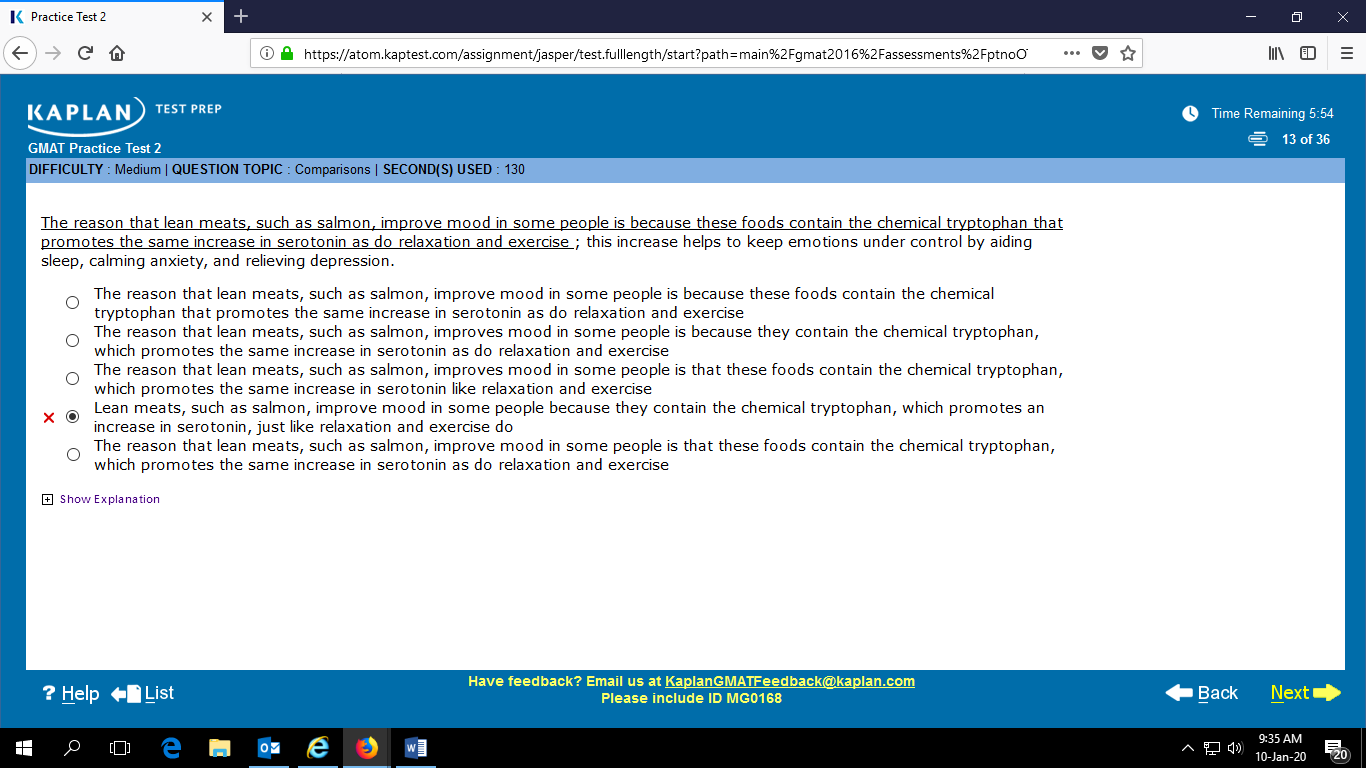 Practice Test 2
https://atom.kaptest.com/assignment/jasper/test.fulllength/start?path=main%2Fgmat2016%2Fassessments%2FptnoO
KAPLAN TEST PREP
Time Remaining 5:54
13 of 36
GMAT Practice Test 2
DIFFICULTY : Medium | QUESTION TOPIC : Comparisons | SECOND(S) USED : 130
The reason that lean meats, such as salmon, improve mood in some people is because these foods contain the chemical tryptophan that
promotes the same increase in serotonin as do relaxation and exercise ; this increase helps to keep emotions under control by aiding
sleep, calming anxiety, and relieving depression.
The reason that lean meats, such as salmon, improve mood in some people is because these foods contain the chemical
tryptophan that promotes the same increase in serotonin as do relaxation and exercise
The reason that lean meats, such as salmon, improves mood in some people is because they contain the chemical tryptophan,
which promotes the same increase in serotonin as do relaxation and exercise
The reason that lean meats, such as salmon, improves mood in some people is that these foods contain the chemical tryptophan,
which promotes the same increase in serotonin like relaxation and exercise
Lean meats, such as salmon, improve mood in some people because they contain the chemical tryptophan, which promotes an
increase in serotonin, just like relaxation and exercise do
The reason that lean meats, such as salmon, improve mood in some people is that these foods contain the chemical tryptophan,
which promotes the same increase in serotonin as do relaxation and exercise
Show Explanation
? Help List
Have feedback? Email us at KaplanGMATFeedback@kaplan.com
Please include ID MG0168
Back Next
9:35 AM
10-Jan-20
20